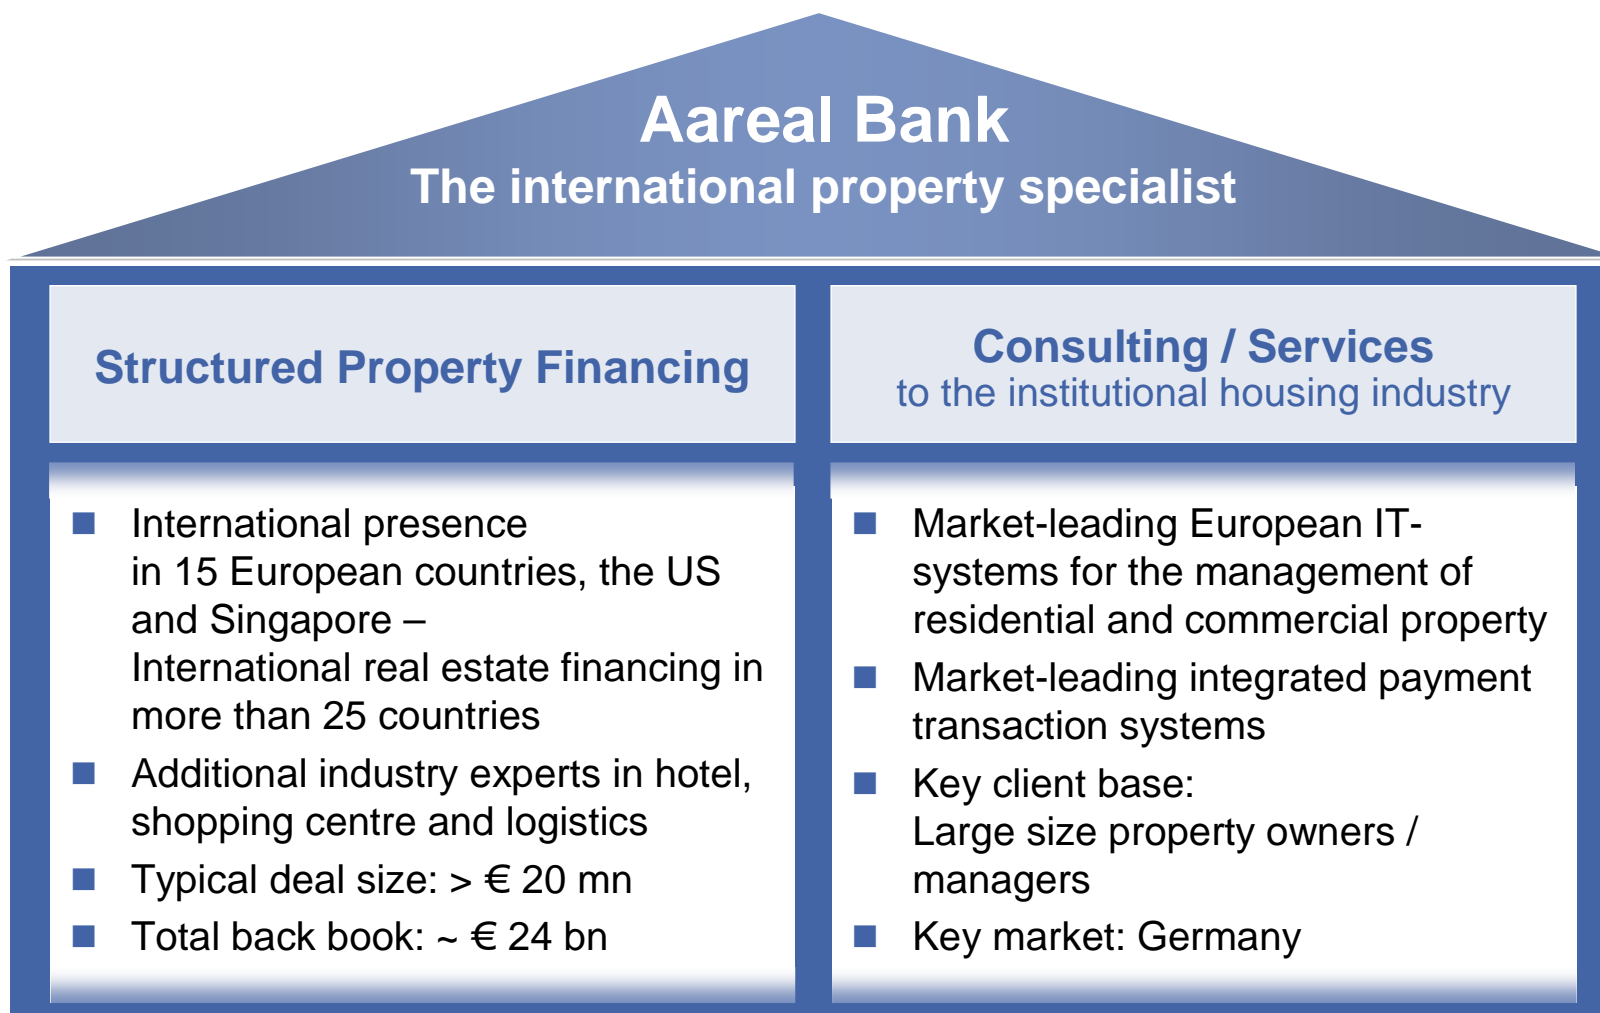 Aareal Bank
The international property specialist
Structured Property Financing
International presence
in 15 European countries, the US
and Singapore –
International real estate financing in
more than 25 countries
Additional industry experts in hotel,
shopping centre and logistics
Typical deal size: > € 20 mn
Total back book: ~ € 24 bn
Consulting / Services
to the institutional housing industry
Market-leading European IT-
systems for the management of
residential and commercial property
Market-leading integrated payment
transaction systems
Key client base:
Large size property owners /
managers
Key market: Germany